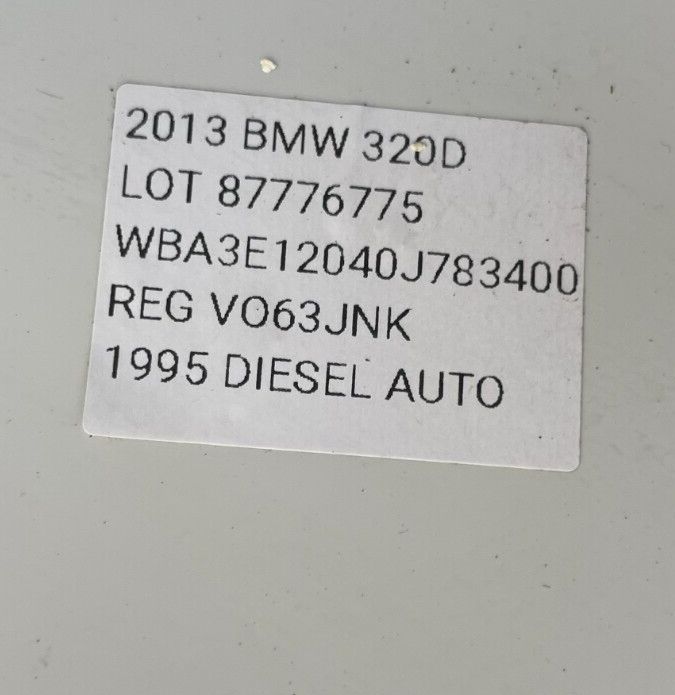 2013 BMW 320D
LOT 87776775
WBA3E12040J783400
REG VO63JNK
1995 DIESEL AUTO